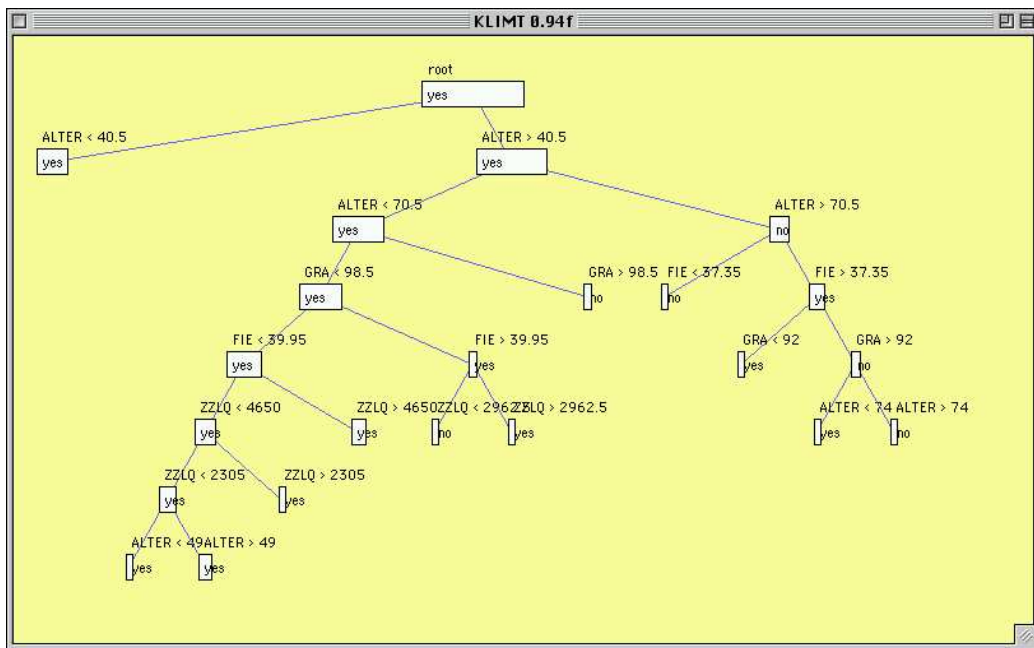 KLIMT 0.94f
root
yes
ALTER < 40.5
ALTER > 40.5
yes
yes
ALTER < 70.5
ALTER > 70.5
yes
no
GRA < 98.5
GRA > 98.5
FIE < 37.35
FIE > 37.35
yes
no
no
yes
FIE < 39.95
FIE > 39.95
GRA < 92
GRA > 92
yes
yes
yes
no
ZZLQ < 4650
ZZLQ > 4650
ZZLQ < 2962.5
ZZLQ > 2962.5
ALTER < 74
ALTER > 74
yes
yes
no
yes
yes
no
ZZLQ < 2305
ZZLQ > 2305
yes
yes
ALTER < 49
ALTER > 49
yes
yes